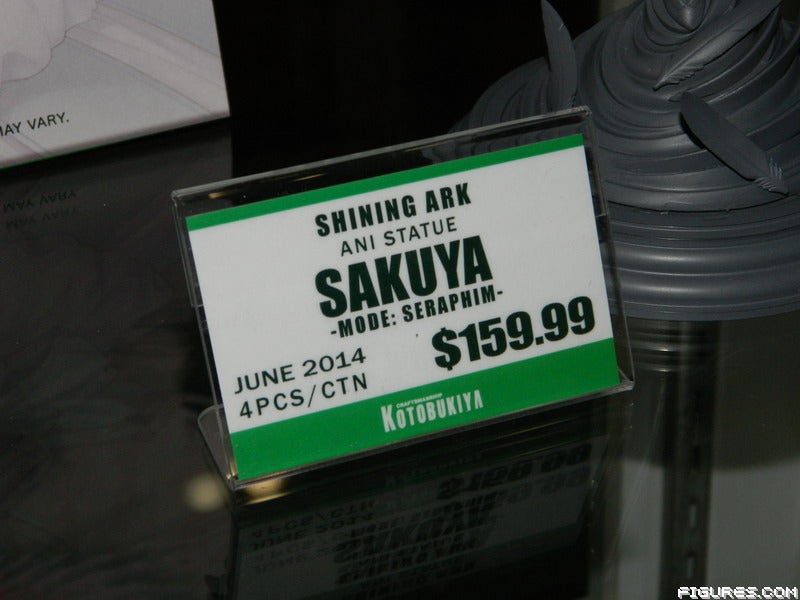 MAY VARY.
SHINING ARK
ANI STATUE
SAKUYA
-MODE: SERAPHIM-
$159.99
JUNE 2014
4PCS/CTN
CRAFTSMANSHIP
KOTOBUKIYA
FIGURES.COM